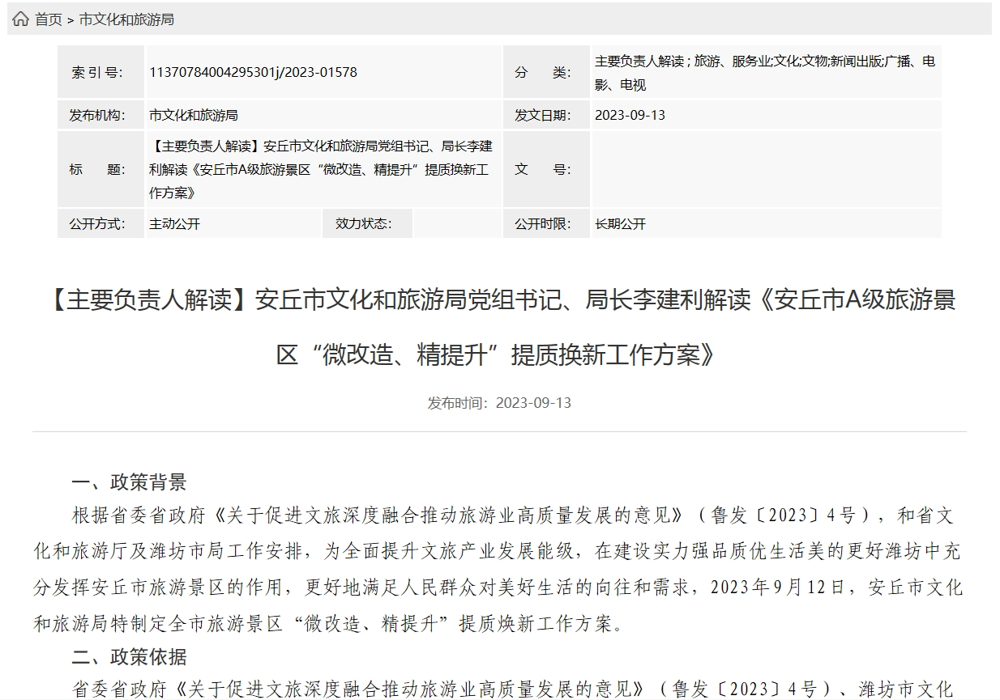 首页 > 市文化和旅游局
索 引 号： 11370784004295301j/2023-01578 分 类： 主要负责人解读 ; 旅游、服务业;文化;文物;新闻出版;广播、电
影、电视
发布机构： 市文化和旅游局 发文日期： 2023-09-13
标 题： 【主要负责人解读】安丘市文化和旅游局党组书记、局长李建
利解读《安丘市A级旅游景区“微改造、精提升”提质换新工
作方案》
文 号：
公开方式： 主动公开 效力状态： 公开时限： 长期公开
【主要负责人解读】安丘市文化和旅游局党组书记、局长李建利解读《安丘市A级旅游景
区“微改造、精提升”提质换新工作方案》
发布时间：2023-09-13
一、政策背景
根据省委省政府《关于促进文旅深度融合推动旅游业高质量发展的意见》（鲁发〔2023〕4号），和省文
化和旅游厅及潍坊市局工作安排，为全面提升文旅产业发展能级，在建设实力强品质优生活美的更好潍坊中充
分发挥安丘市旅游景区的作用，更好地满足人民群众对美好生活的向往和需求，2023年9月12日，安丘市文化
和旅游局特制定全市旅游景区“微改造、精提升”提质焕新工作方案。
二、政策依据
省委省政府《关于促进文旅深度融合推动旅游业高质量发展的意见》（鲁发〔2023〕4号）、潍坊市文化